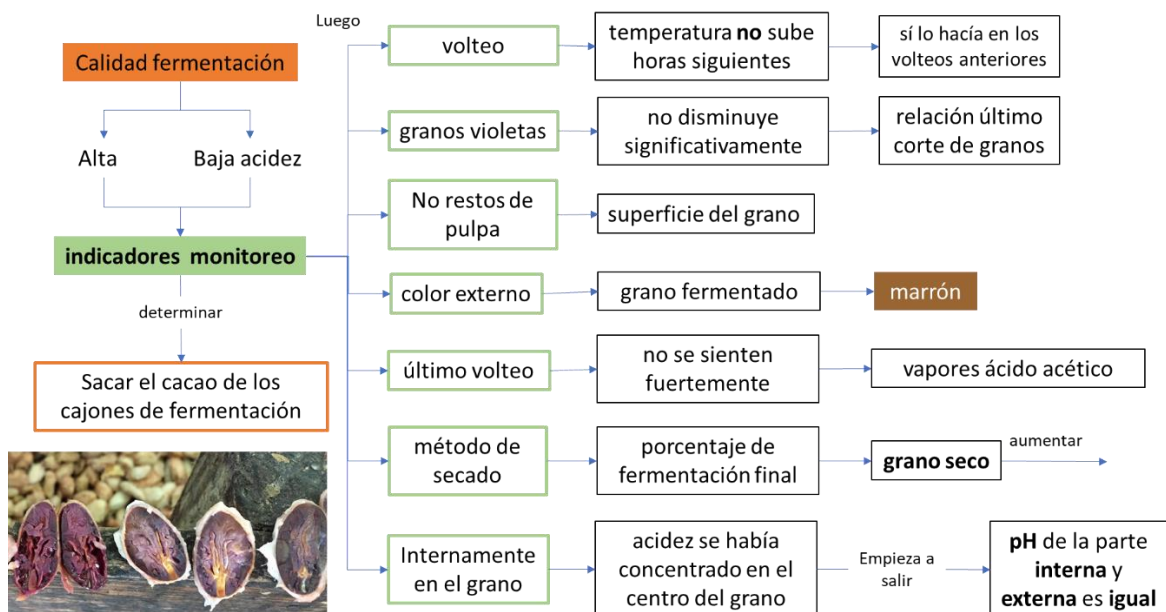 Calidad fermentación
Alta
Baja acidez
indicadores monitoreo
determinar
Sacar el cacao de los
cajones de fermentación
Luego
volteo
temperatura no sube
horas siguientes
sí lo hacía en los
volteos anteriores
granos violetas
no disminuye
significativamente
relación último
corte de granos
No restos de
pulpa
superficie del grano
color externo
grano fermentado
marrón
último volteo
no se sienten
fuertemente
vapores ácido acético
método de
secado
porcentaje de
fermentación final
grano seco
aumentar
Internamente
en el grano
acidez se había
concentrado en el
centro del grano
Empieza a
salir
pH de la parte
interna y
externa es igual